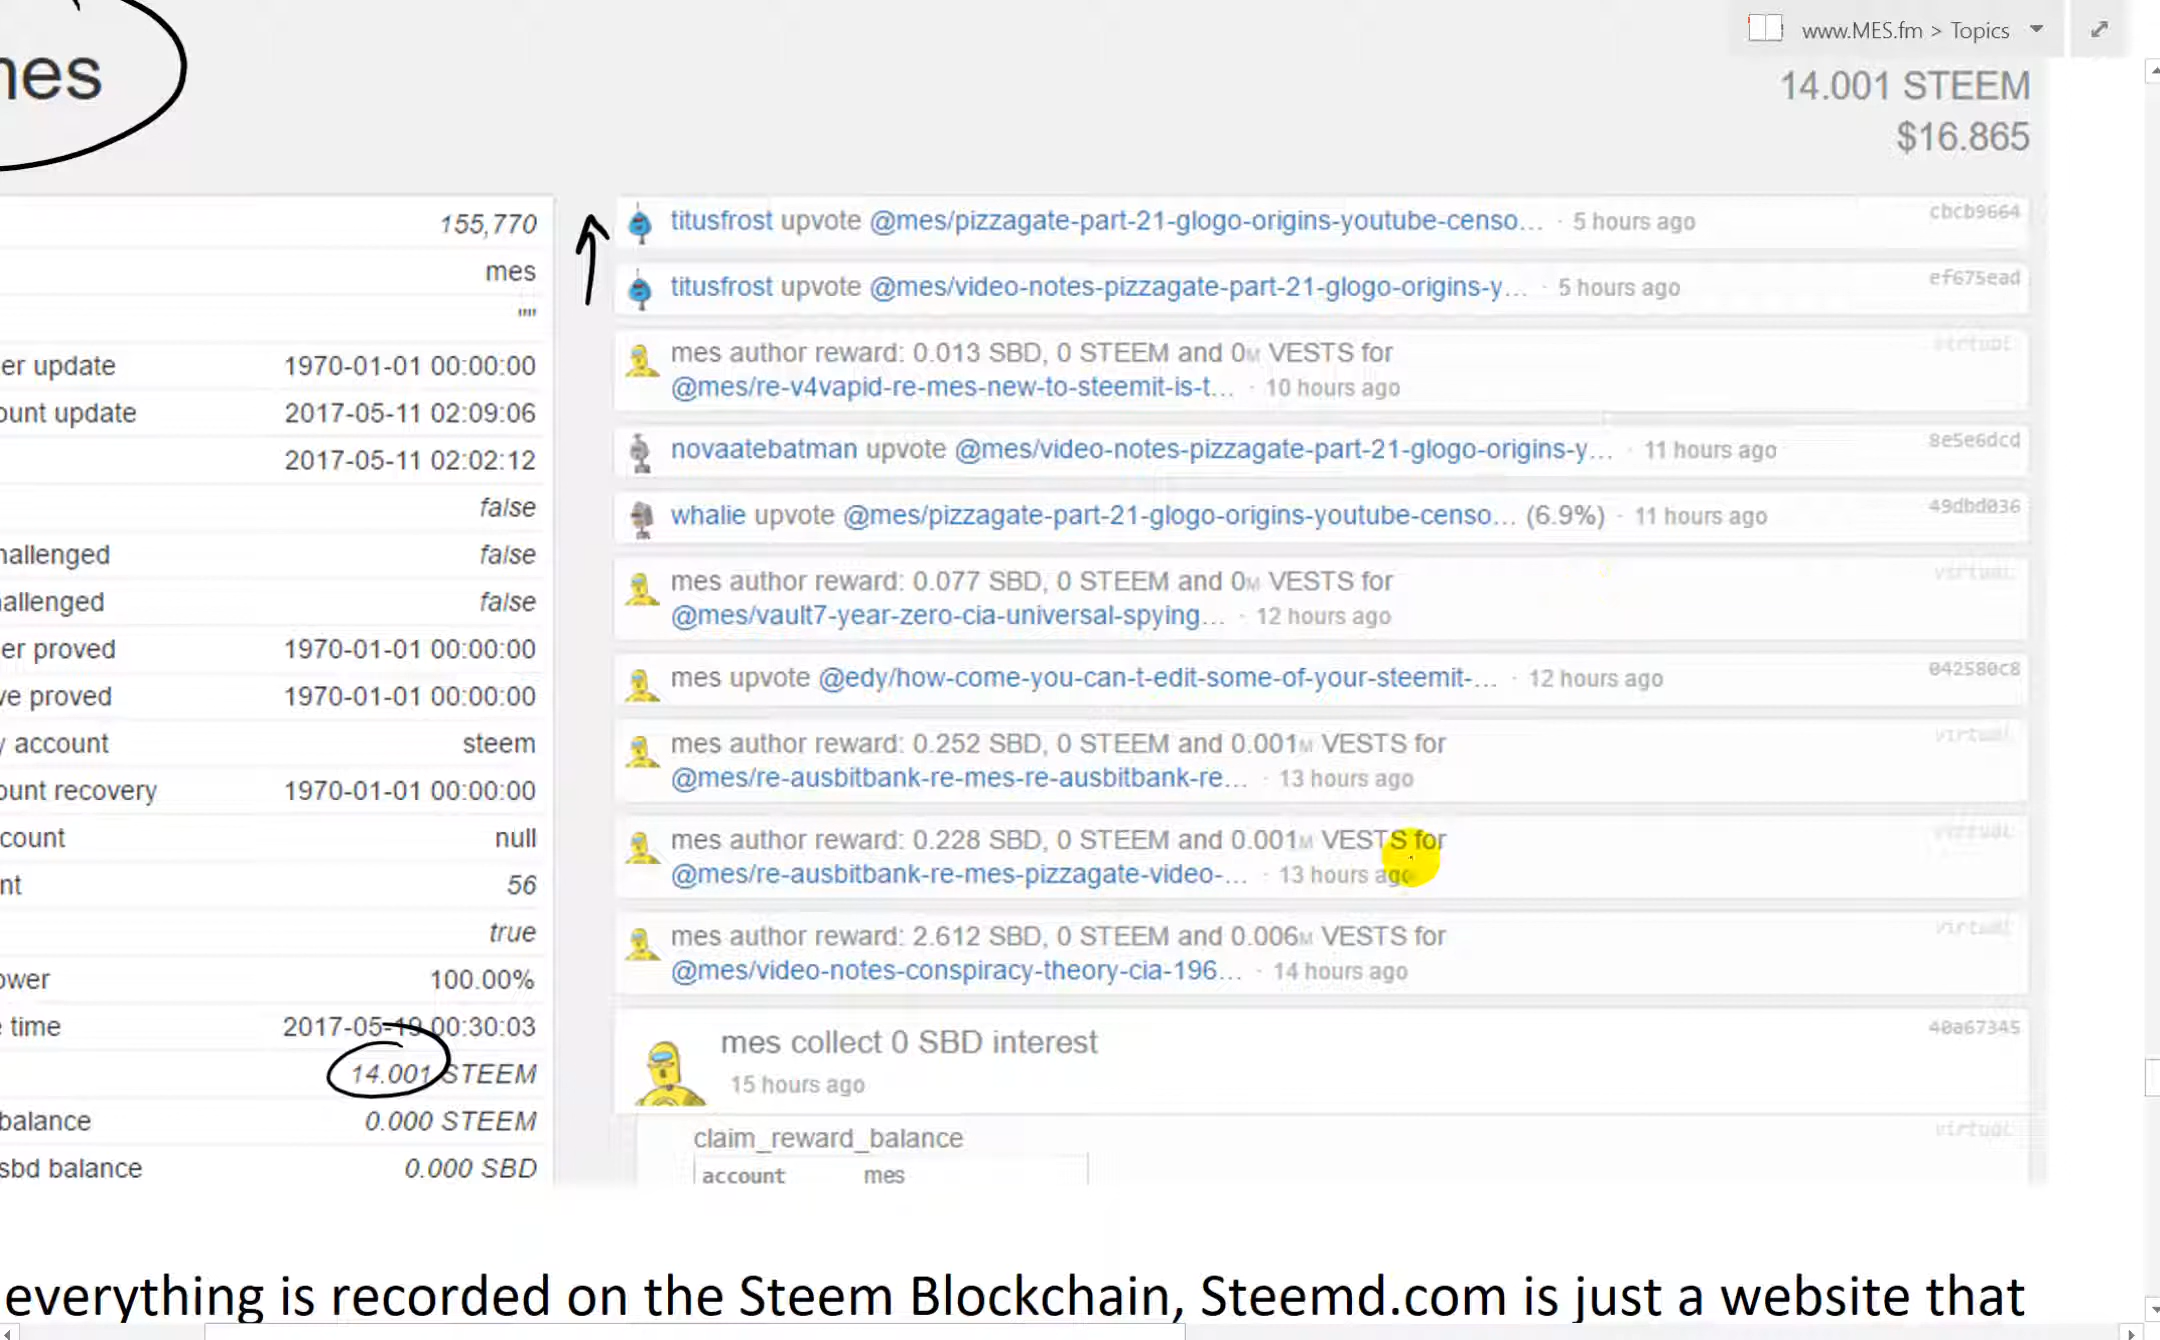 www.MES.fm > Topics
mes
14.001 STEEM
$16.865
155,770
mes
""
er update 1970-01-01 00:00:00
ount update 2017-05-11 02:09:06
2017-05-11 02:02:12
false
hallenged false
allenged false
er proved 1970-01-01 00:00:00
ve proved 1970-01-01 00:00:00
y account steem
ount recovery 1970-01-01 00:00:00
count null
nt 56
true
ower 100.00%
e time 2017-05-19 00:30:03
14.001 STEEM
balance 0.000 STEEM
sbd balance 0.000 SBD
titusfrost upvote @mes/pizzagate-part-21-glogo-origins-youtube-censo... · 5 hours ago cbcb9664
titusfrost upvote @mes/video-notes-pizzagate-part-21-glogo-origins-y... · 5 hours ago ef675ead
mes author reward: 0.013 SBD, 0 STEEM and 0M VESTS for virtual
@mes/re-v4vapid-re-mes-new-to-steemit-is-t... · 10 hours ago
novaatebatman upvote @mes/video-notes-pizzagate-part-21-glogo-origins-y... · 11 hours ago 8e5e6dcd
whalie upvote @mes/pizzagate-part-21-glogo-origins-youtube-censo... (6.9%) · 11 hours ago 49dbd036
mes author reward: 0.077 SBD, 0 STEEM and 0M VESTS for virtual
@mes/vault7-year-zero-cia-universal-spying... · 12 hours ago
mes upvote @edy/how-come-you-can-t-edit-some-of-your-steemit-... · 12 hours ago 042580c8
mes author reward: 0.252 SBD, 0 STEEM and 0.001M VESTS for virtual
@mes/re-ausbitbank-re-mes-re-ausbitbank-re... · 13 hours ago
mes author reward: 0.228 SBD, 0 STEEM and 0.001M VESTS for virtual
@mes/re-ausbitbank-re-mes-pizzagate-video-... · 13 hours ago
mes author reward: 2.612 SBD, 0 STEEM and 0.006M VESTS for virtual
@mes/video-notes-conspiracy-theory-cia-196... · 14 hours ago
mes collect 0 SBD interest 40a67345
15 hours ago
claim_reward_balance virtual
account mes
everything is recorded on the Steem Blockchain, Steemd.com is just a website that